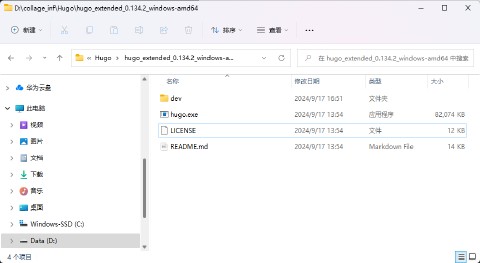 D:\collage_inf\Hugo\hugo_extended_0.134.2_windows-amd64
新建 排序 查看
« Hugo › hugo_extended_0.134.2_windows-a...
在 hugo_extended_0.134.2_windows-amd64 中搜索
名称 修改日期 类型 大小
华为云盘
此电脑
视频
图片
文档
下载
音乐
桌面
Windows-SSD (C:)
Data (D:)
dev 2024/9/17 16:51 文件夹
hugo.exe 2024/9/17 13:54 应用程序 82,074 KB
LICENSE 2024/9/17 13:54 文件 12 KB
README.md 2024/9/17 13:54 Markdown File 14 KB
4 个项目